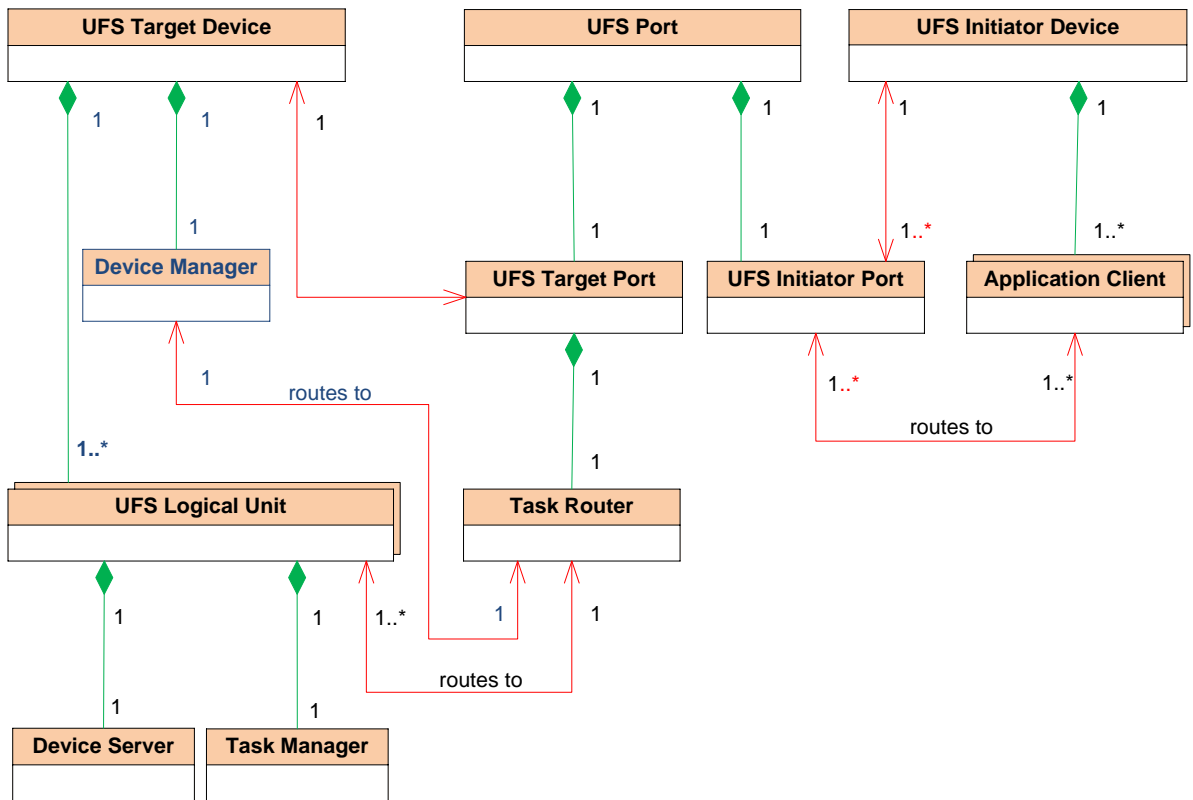 UFS Target Device
UFS Port
UFS Initiator Device
1
1
1
1
1
1
1
1
1
1
1..*
1..*
Device Manager
UFS Target Port
UFS Initiator Port
Application Client
1
routes to
1
1..*
1..*
routes to
1..*
1
UFS Logical Unit
Task Router
1
1
1..*
1
1
routes to
1
1
Device Server
Task Manager